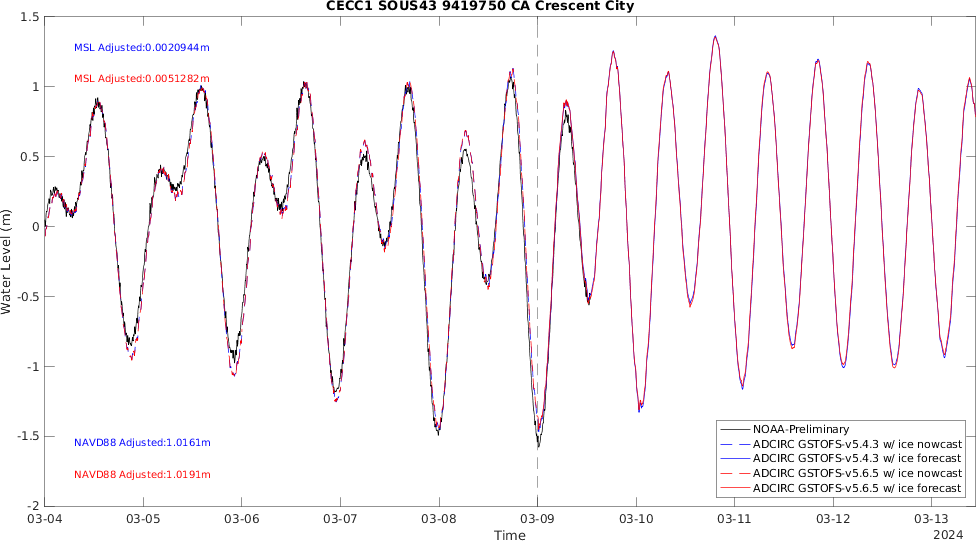 CECC1 SOUS43 9419750 CA Crescent City
1.5
MSL Adjusted:0.0020944m
MSL Adjusted:0.0051282m
1
0.5
0
Water Level (m)
-0.5
-1
-1.5
NAVD88 Adjusted:1.0161m
NAVD88 Adjusted:1.0191m
NOAA-Preliminary
ADCIRC GSTOFS-v5.4.3 w/ ice nowcast
ADCIRC GSTOFS-v5.4.3 w/ ice forecast
ADCIRC GSTOFS-v5.6.5 w/ ice nowcast
ADCIRC GSTOFS-v5.6.5 w/ ice forecast
-2
03-04 03-05 03-06 03-07 03-08 03-09 03-10 03-11 03-12 03-13
Time
2024